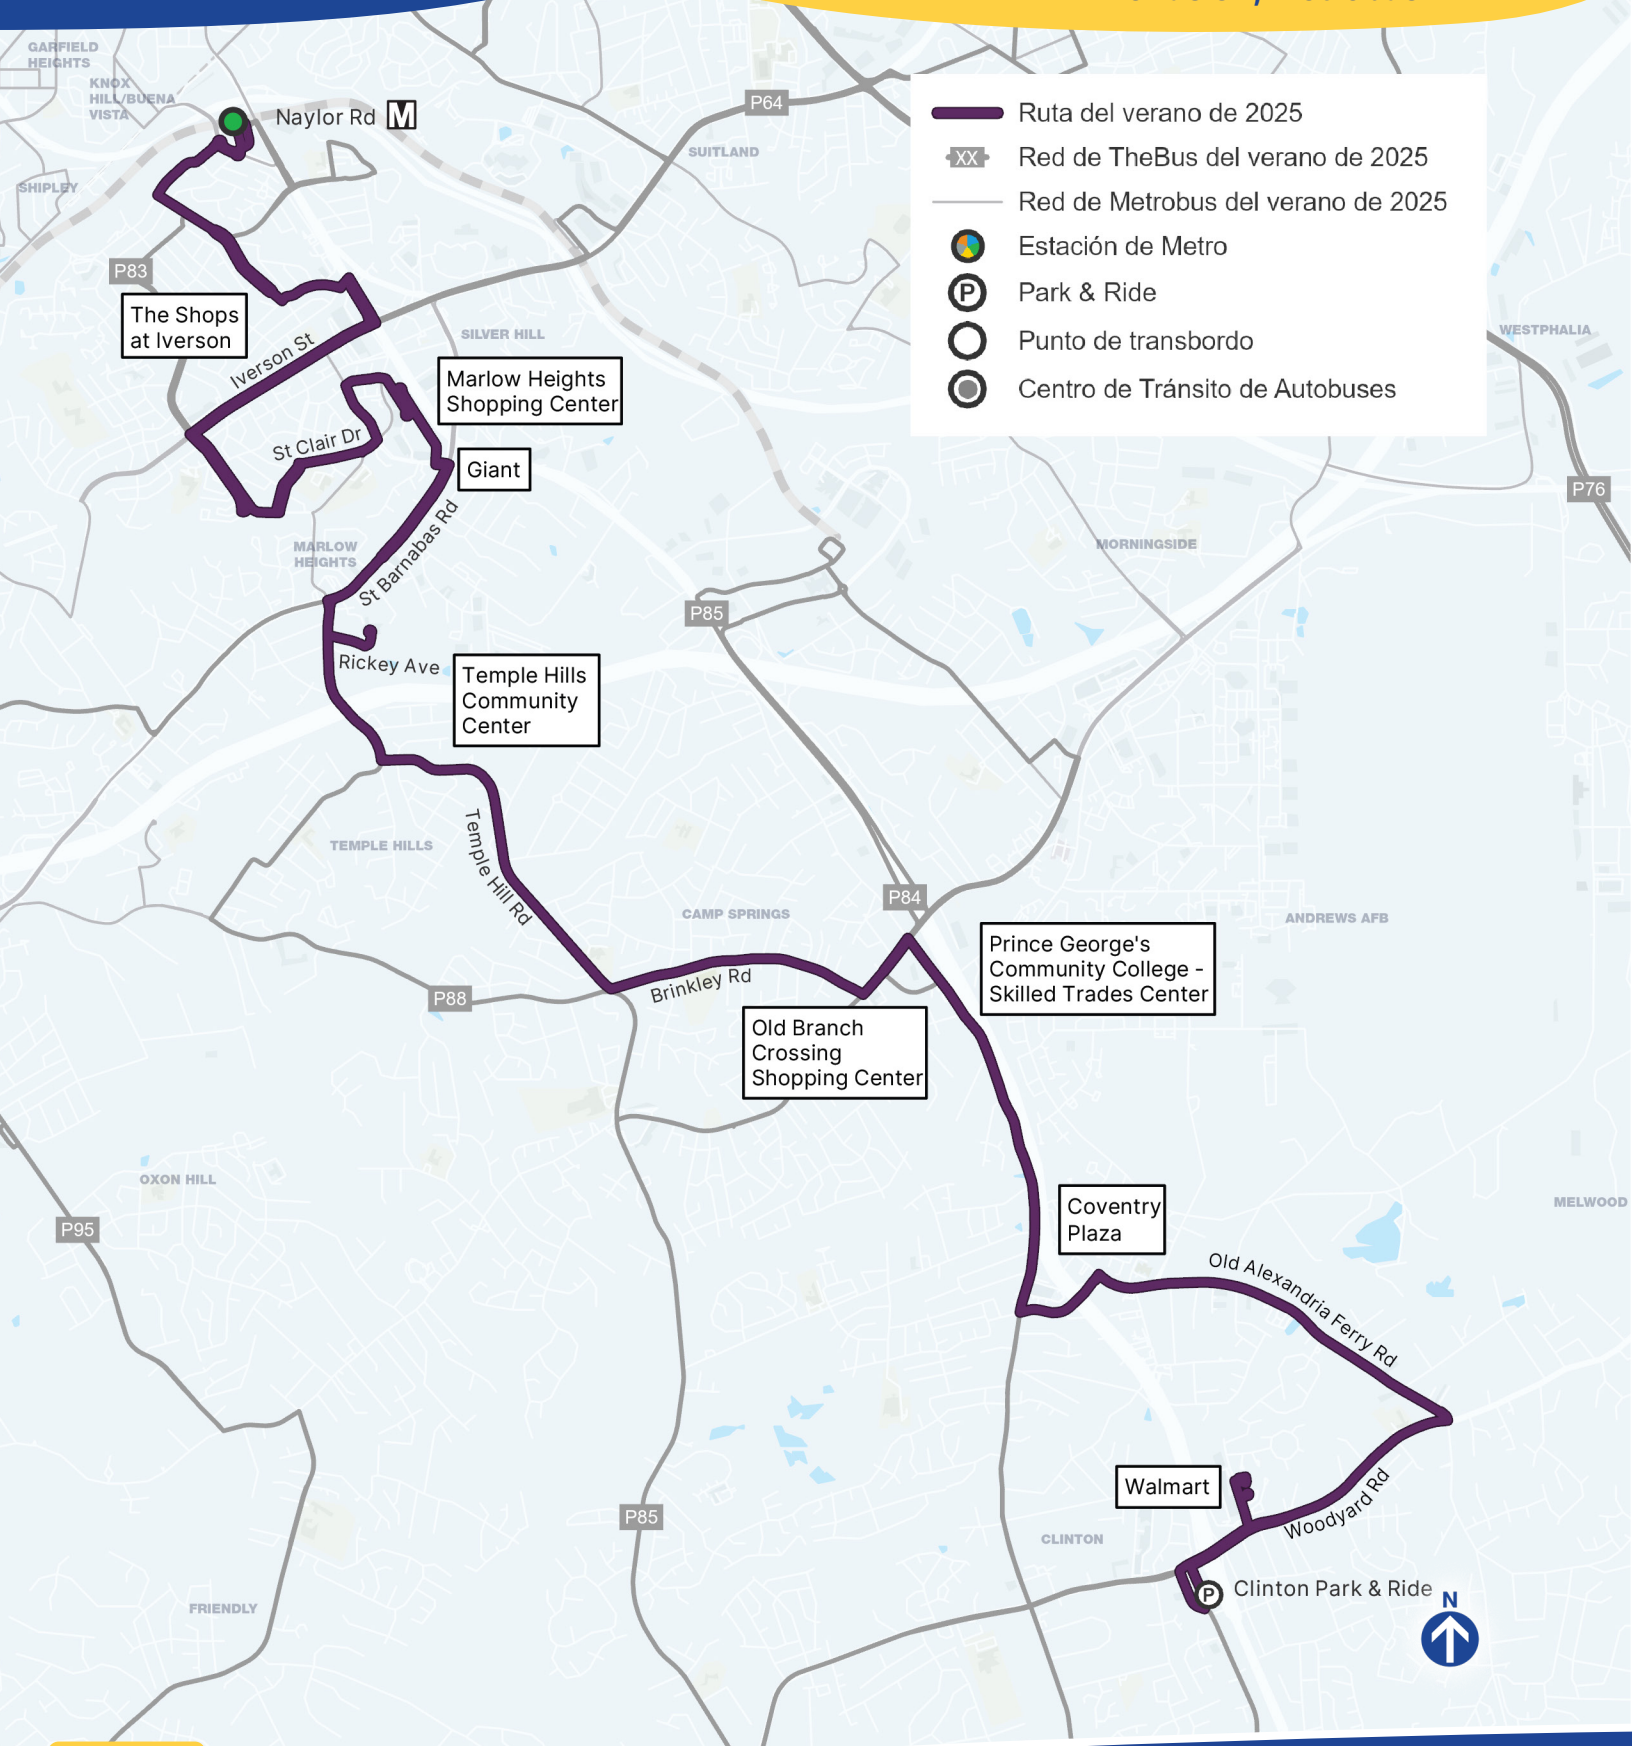 GARFIELD
HEIGHTS
KNOX
HILL/BUENA
VISTA
Naylor Rd M
P64
SUITLAND
SHIPLEY
Ruta del verano de 2025
XX Red de TheBus del verano de 2025
Red de Metrobus del verano de 2025
Estación de Metro
P Park & Ride
Punto de transbordo
Centro de Tránsito de Autobuses
P83
The Shops
at Iverson
Iverson St
SILVER HILL
WESTPHALIA
Marlow Heights
Shopping Center
St Clair Dr
Giant
P76
St Barnabas Rd
MARLOW
HEIGHTS
MORNINGSIDE
P85
Rickey Ave
Temple Hills
Community
Center
TEMPLE HILLS
Temple Hill Rd
P84
CAMP SPRINGS
ANDREWS AFB
Prince George's
Community College -
Skilled Trades Center
Brinkley Rd
P88
Old Branch
Crossing
Shopping Center
OXON HILL
MELWOOD
P95
Coventry
Plaza
Old Alexandria Ferry Rd
Walmart
Woodyard Rd
P85
CLINTON
P Clinton Park & Ride
FRIENDLY
N